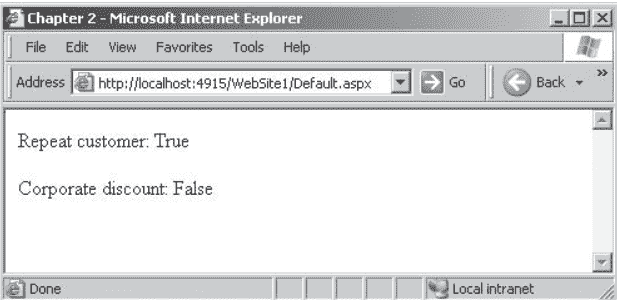 Chapter 2 - Microsoft Internet Explorer
File Edit View Favorites Tools Help
Address http://localhost:4915/WebSite1/Default.aspx Go Back »
Repeat customer: True
Corporate discount: False
Done Local intranet